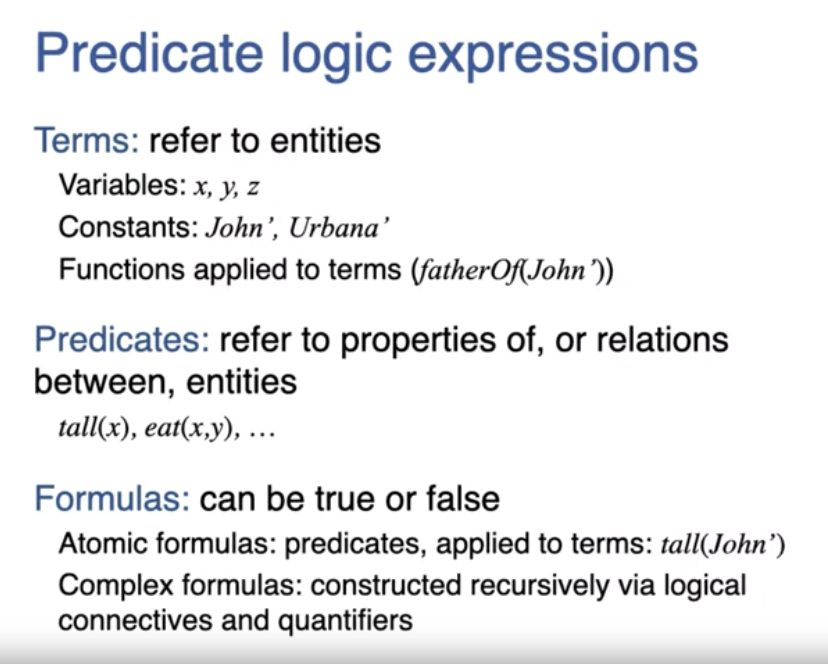 Predicate logic expressions
Terms: refer to entities
Variables: x, y, z
Constants: John’, Urbana’
Functions applied to terms (fatherOf(John’))
Predicates: refer to properties of, or relations
between, entities
tall(x), eat(x,y), …
Formulas: can be true or false
Atomic formulas: predicates, applied to terms: tall(John’)
Complex formulas: constructed recursively via logical
connectives and quantifiers